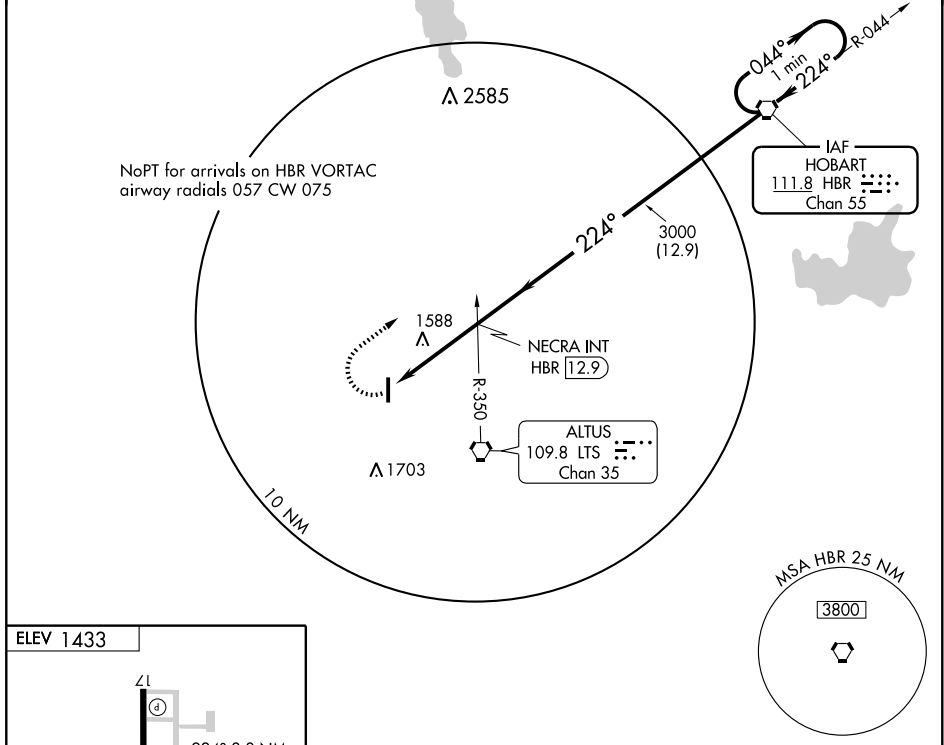 R-044
044°
1 min
224°
2585
NoPT for arrivals on HBR VORTAC
airway radials 057 CW 075
IAF
HOBART
111.8 HBR
Chan 55
224°
3000
(12.9)
1588
NECRA INT
HBR 12.9
R-350
ALTUS
109.8 LTS
Chan 35
1703
10 NM
MSA HBR 25 NM
3800
ELEV 1433
17
P